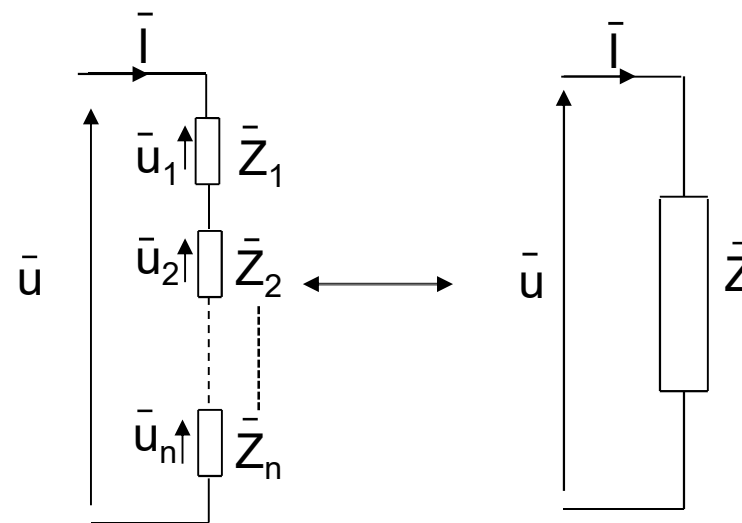 Ī Ī
ū₁ Z̄₁
ū ū₂ Z̄₂ ū Z̄
ūₙ Z̄ₙ